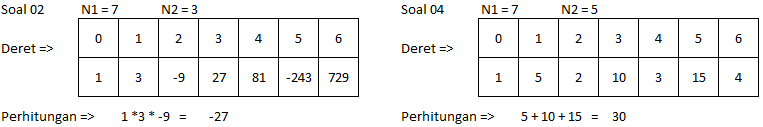 Soal 02 N1 = 7 N2 = 3
Deret => 0 1 2 3 4 5 6
1 3 -9 27 81 -243 729
Perhitungan => 1 *3 * -9 = -27
Soal 04 N1 = 7 N2 = 5
Deret => 0 1 2 3 4 5 6
1 5 2 10 3 15 4
Perhitungan => 5 + 10 + 15 = 30